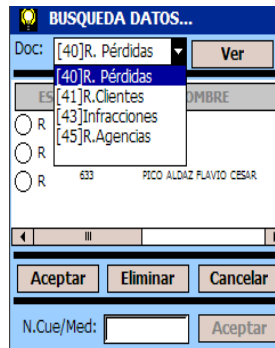 BUSQUEDA DATOS...
Doc: [40]R. Pérdidas Ver
[40]R. Pérdidas
[41]R.Clientes
[43]Infracciones
[45]R.Agencias
ES MBRE
R
R
R 633 PICO ALDAZ FLAVIO CESAR
Aceptar Eliminar Cancelar
N.Cue/Med: Aceptar